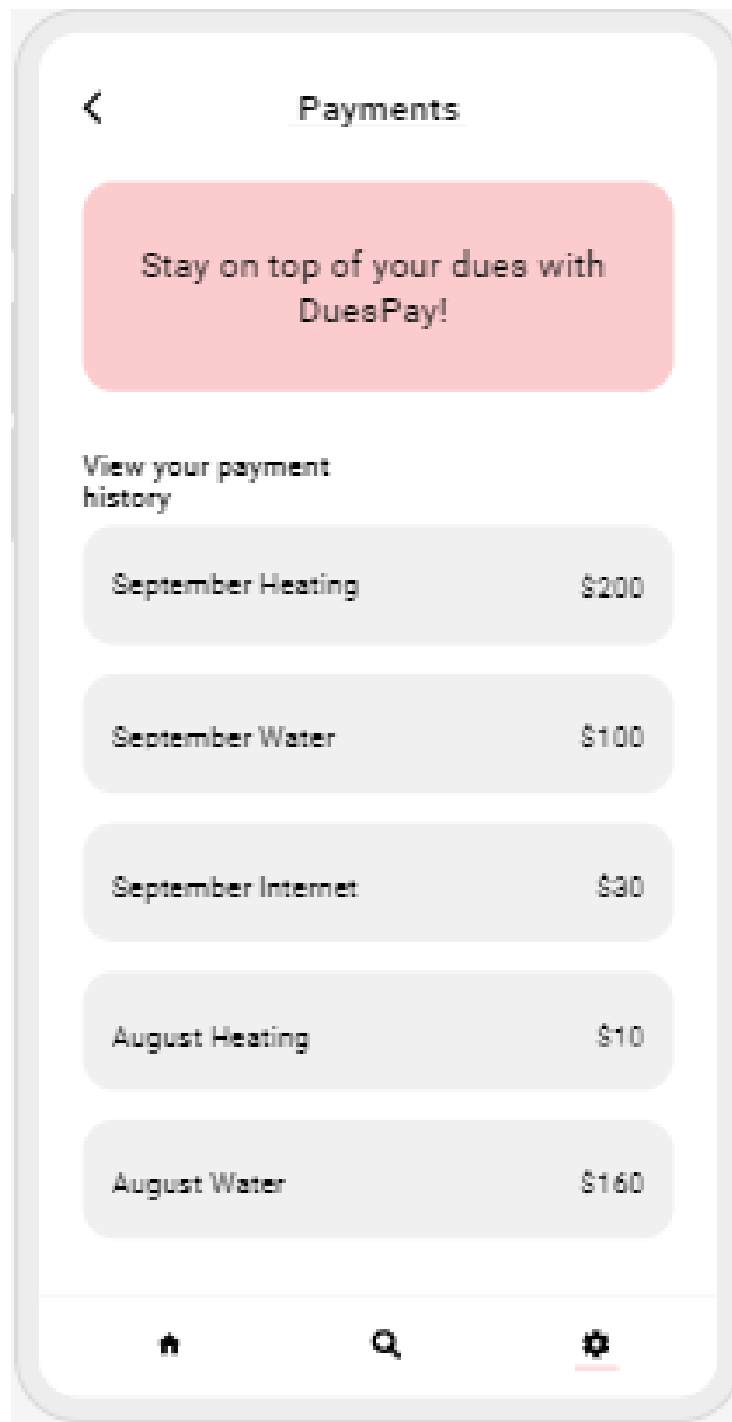 Payments
Stay on top of your dues with
DuesPay!
View your payment
history
September Heating $200
September Water $100
September Internet $30
August Heating $10
August Water $160